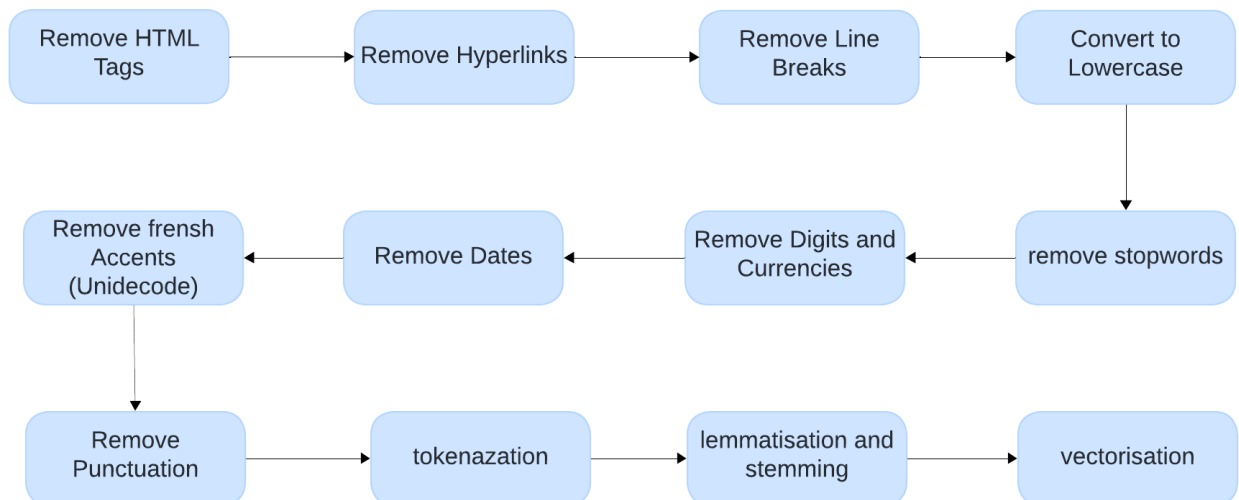 Remove HTML
Tags
Remove Hyperlinks
Remove Line
Breaks
Convert to
Lowercase
remove stopwords
Remove Digits and
Currencies
Remove Dates
Remove frensh
Accents
(Unidecode)
Remove
Punctuation
tokenazation
lemmatisation and
stemming
vectorisation